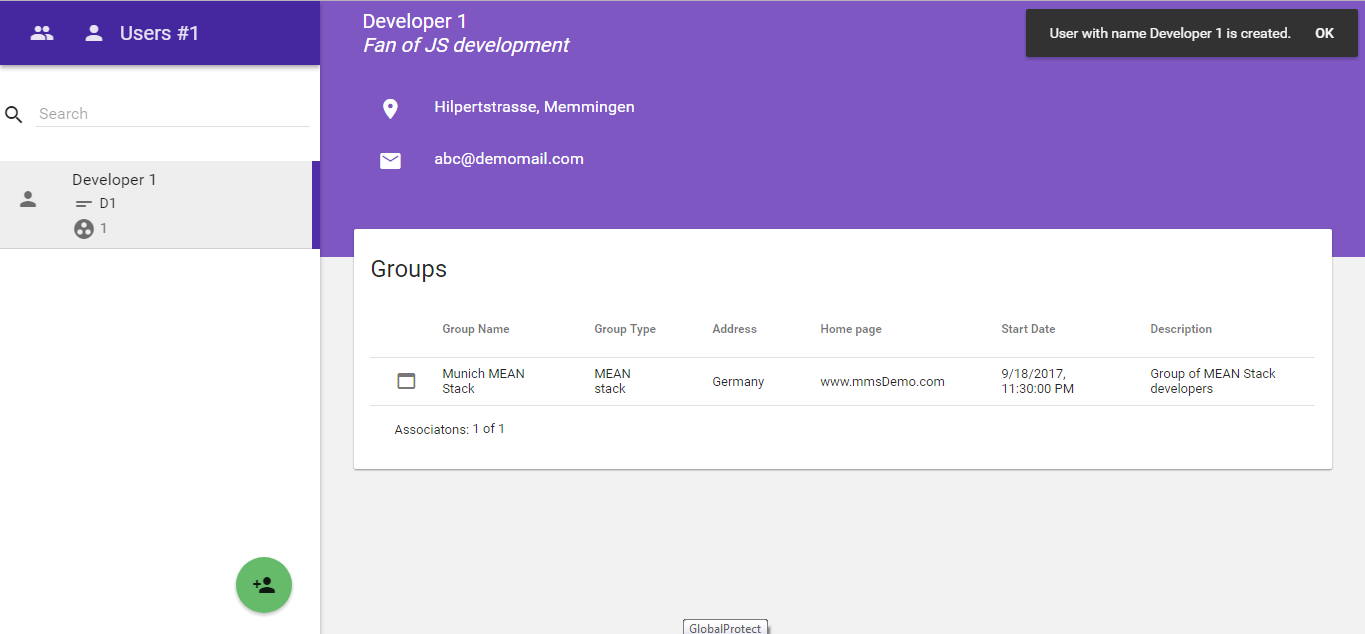 Users #1
Search
Developer 1
D1
1
Developer 1
Fan of JS development
User with name Developer 1 is created. OK
Hilpertstrasse, Memmingen
abc@demomail.com
Groups
Group Name Group Type Address Home page Start Date Description
Munich MEAN MEAN 9/18/2017, Group of MEAN Stack
Germany www.mmsDemo.com
Stack stack 11:30:00 PM developers
Associatons: 1 of 1
GlobalProtect